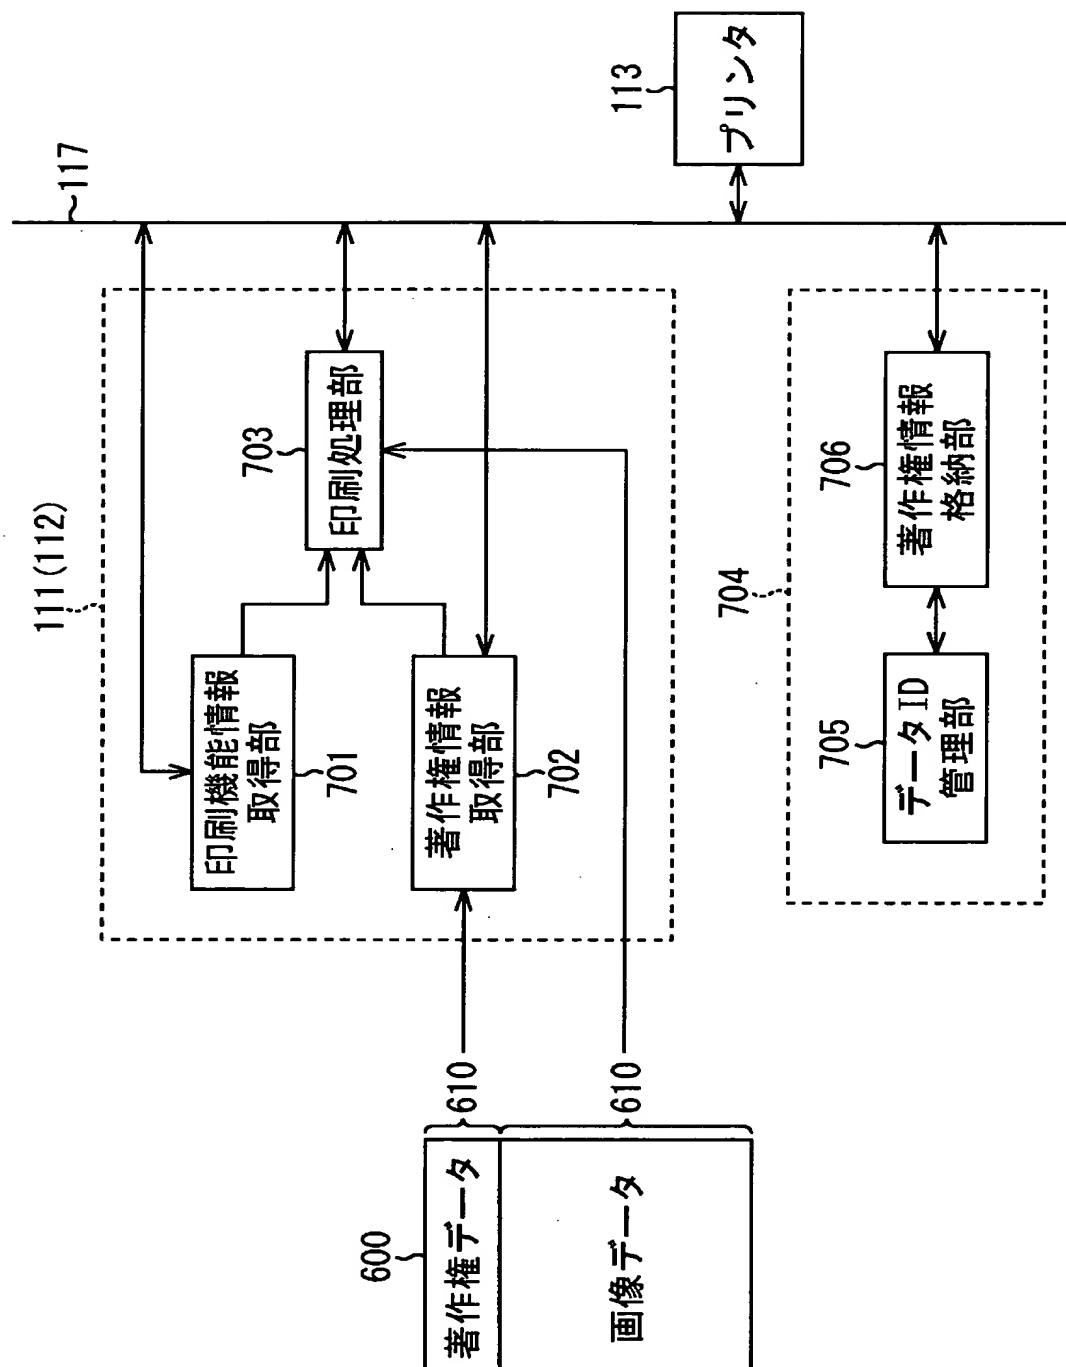 117
113
プリンタ
111(112)
703
印刷処理部
印刷機能情報
取得部
701
著作権情報
取得部
702
704
706
著作権情報
格納部
705
データID
管理部
610
610
600
著作権データ
画像データ